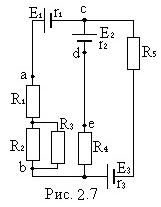 E₁
r₁
c
E₂
r₂
d
R₅
a
R₁
R₃
e
R₂
R₄
b
E₃
r₃
Рис. 2.7